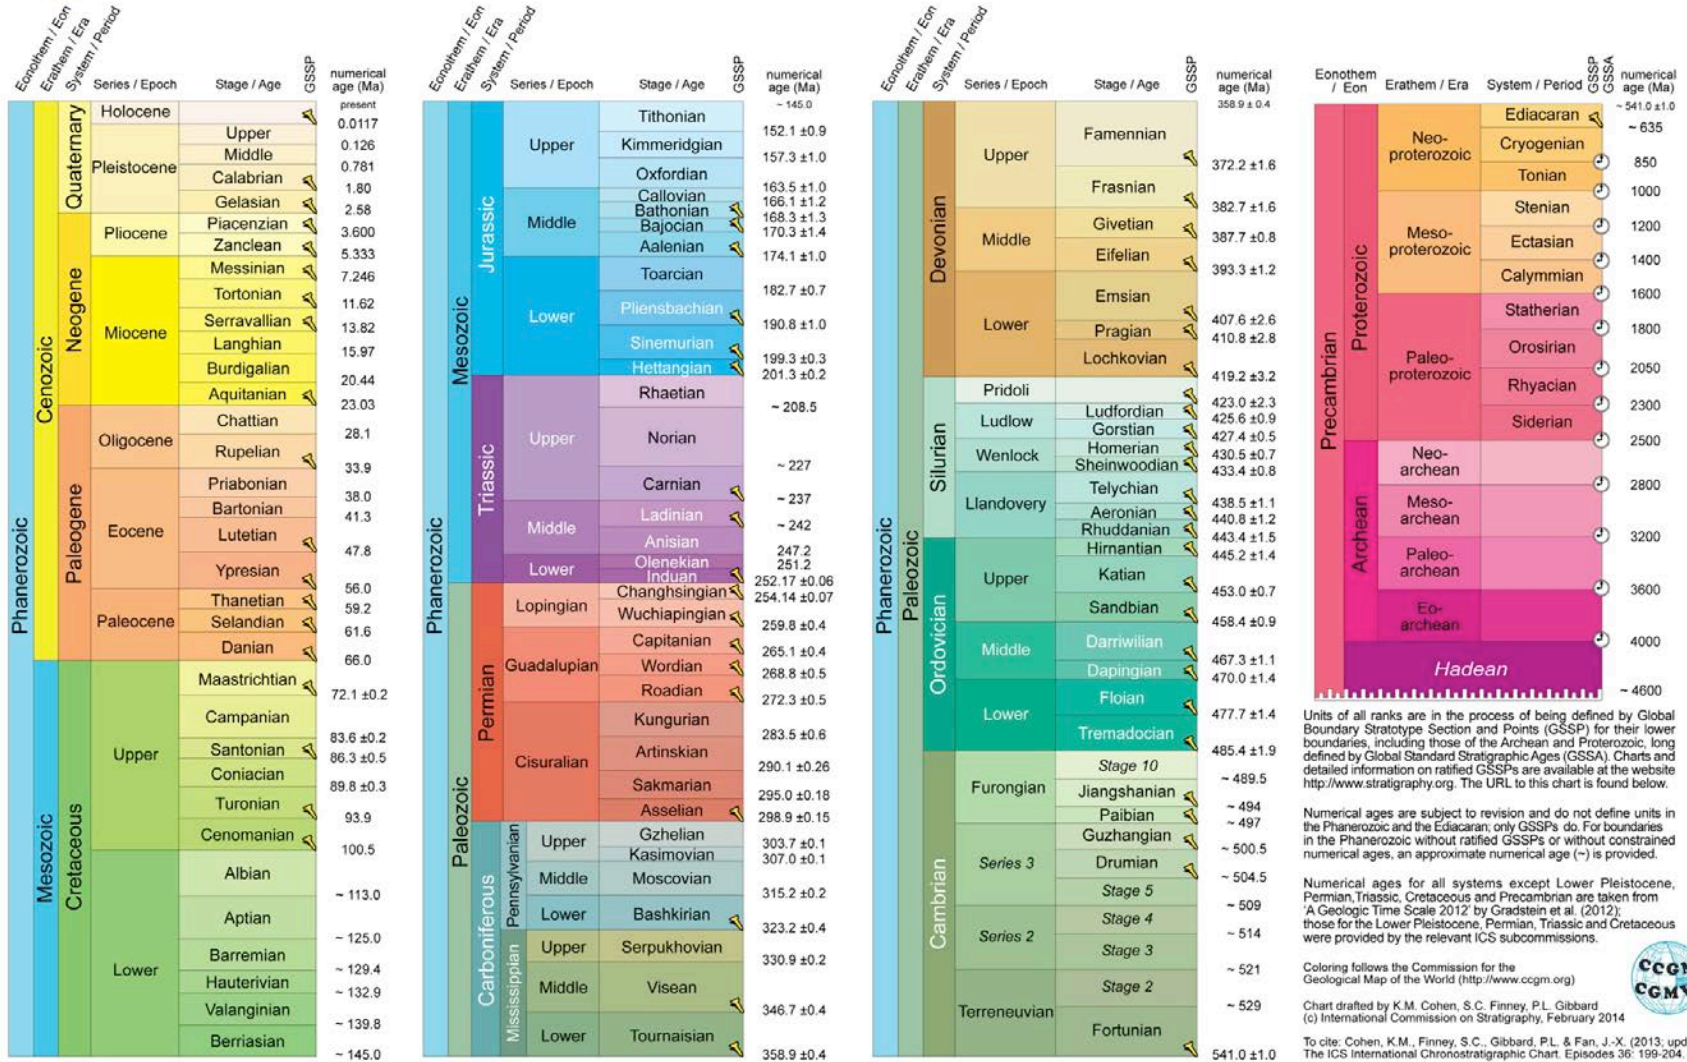 Eonothem / Eon
Erathem / Era
System / Period
Series / Epoch
Stage / Age
GSSP
numerical age (Ma)
Phanerozoic
Cenozoic
Mesozoic
Quaternary
Neogene
Paleogene
Cretaceous
Holocene
Pleistocene
Pliocene
Miocene
Oligocene
Eocene
Paleocene
Upper
Lower
present
0.0117
Upper
0.126
Middle
0.781
Calabrian
1.80
Gelasian
2.58
Piacenzian
3.600
Zanclean
5.333
Messinian
7.246
Tortonian
11.62
Serravallian
13.82
Langhian
15.97
Burdigalian
20.44
Aquitanian
23.03
Chattian
28.1
Rupelian
33.9
Priabonian
38.0
Bartonian
41.3
Lutetian
47.8
Ypresian
56.0
Thanetian
59.2
Selandian
61.6
Danian
66.0
Maastrichtian
72.1 ±0.2
Campanian
83.6 ±0.2
Santonian
86.3 ±0.5
Coniacian
89.8 ±0.3
Turonian
93.9
Cenomanian
100.5
Albian
~ 113.0
Aptian
~ 125.0
Barremian
~ 129.4
Hauterivian
~ 132.9
Valanginian
~ 139.8
Berriasian
~ 145.0
Eonothem / Eon
Erathem / Era
System / Period
Series / Epoch
Stage / Age
GSSP
numerical age (Ma)
Phanerozoic
Mesozoic
Paleozoic
Jurassic
Triassic
Permian
Carboniferous
Pennsylvanian
Mississippian
Upper
Middle
Lower
Upper
Middle
Lower
Lopingian
Guadalupian
Cisuralian
Upper
Middle
Lower
Upper
Middle
Lower
~ 145.0
Tithonian
152.1 ±0.9
Kimmeridgian
157.3 ±1.0
Oxfordian
163.5 ±1.0
Callovian
166.1 ±1.2
Bathonian
168.3 ±1.3
Bajocian
170.3 ±1.4
Aalenian
174.1 ±1.0
Toarcian
182.7 ±0.7
Pliensbachian
190.8 ±1.0
Sinemurian
199.3 ±0.3
Hettangian
201.3 ±0.2
Rhaetian
~ 208.5
Norian
~ 227
Carnian
~ 237
Ladinian
~ 242
Anisian
247.2
Olenekian
251.2
Induan
252.17 ±0.06
Changhsingian
254.14 ±0.07
Wuchiapingian
259.8 ±0.4
Capitanian
265.1 ±0.4
Wordian
268.8 ±0.5
Roadian
272.3 ±0.5
Kungurian
283.5 ±0.6
Artinskian
290.1 ±0.26
Sakmarian
295.0 ±0.18
Asselian
298.9 ±0.15
Gzhelian
303.7 ±0.1
Kasimovian
307.0 ±0.1
Moscovian
315.2 ±0.2
Bashkirian
323.2 ±0.4
Serpukhovian
330.9 ±0.2
Visean
346.7 ±0.4
Tournaisian
358.9 ±0.4
Eonothem / Eon
Erathem / Era
System / Period
Series / Epoch
Stage / Age
GSSP
numerical age (Ma)
Phanerozoic
Paleozoic
Devonian
Silurian
Ordovician
Cambrian
Upper
Middle
Lower
Pridoli
Ludlow
Wenlock
Llandovery
Upper
Middle
Lower
Furongian
Series 3
Series 2
Terreneuvian
358.9 ± 0.4
Famennian
372.2 ±1.6
Frasnian
382.7 ±1.6
Givetian
387.7 ±0.8
Eifelian
393.3 ±1.2
Emsian
407.6 ±2.6
Pragian
410.8 ±2.8
Lochkovian
419.2 ±3.2
423.0 ±2.3
Ludfordian
425.6 ±0.9
Gorstian
427.4 ±0.5
Homerian
430.5 ±0.7
Sheinwoodian
433.4 ±0.8
Telychian
438.5 ±1.1
Aeronian
440.8 ±1.2
Rhuddanian
443.4 ±1.5
Hirnantian
445.2 ±1.4
Katian
453.0 ±0.7
Sandbian
458.4 ±0.9
Darriwilian
467.3 ±1.1
Dapingian
470.0 ±1.4
Floian
477.7 ±1.4
Tremadocian
485.4 ±1.9
Stage 10
~ 489.5
Jiangshanian
~ 494
Paibian
~ 497
Guzhangian
~ 500.5
Drumian
~ 504.5
Stage 5
~ 509
Stage 4
~ 514
Stage 3
~ 521
Stage 2
~ 529
Fortunian
541.0 ±1.0
Eonothem / Eon
Erathem / Era
System / Period
GSSP
GSSA
numerical age (Ma)
Precambrian
Proterozoic
Archean
Neo-proterozoic
Meso-proterozoic
Paleo-proterozoic
Neo-archean
Meso-archean
Paleo-archean
Eo-archean
Hadean
~ 541.0 ±1.0
Ediacaran
~ 635
Cryogenian
850
Tonian
1000
Stenian
1200
Ectasian
1400
Calymmian
1600
Statherian
1800
Orosirian
2050
Rhyacian
2300
Siderian
2500
2800
3200
3600
4000
~ 4600
Units of all ranks are in the process of being defined by Global
Boundary Stratotype Section and Points (GSSP) for their lower
boundaries, including those of the Archean and Proterozoic, long
defined by Global Standard Stratigraphic Ages (GSSA). Charts and
detailed information on ratified GSSPs are available at the website
http://www.stratigraphy.org. The URL to this chart is found below.
Numerical ages are subject to revision and do not define units in
the Phanerozoic and the Ediacaran; only GSSPs do. For boundaries
in the Phanerozoic without ratified GSSPs or without constrained
numerical ages, an approximate numerical age (~) is provided.
Numerical ages for all systems except Lower Pleistocene,
Permian,Triassic, Cretaceous and Precambrian are taken from
'A Geologic Time Scale 2012' by Gradstein et al. (2012);
those for the Lower Pleistocene, Permian, Triassic and Cretaceous
were provided by the relevant ICS subcommissions.
Coloring follows the Commission for the
Geological Map of the World (http://www.ccgm.org)
CCGM
CGMW
Chart drafted by K.M. Cohen, S.C. Finney, P.L. Gibbard
(c) International Commission on Stratigraphy, February 2014
To cite: Cohen, K.M., Finney, S.C., Gibbard, P.L. & Fan, J.-X. (2013; upd
The ICS International Chronostratigraphic Chart. Episodes 36: 199-204.